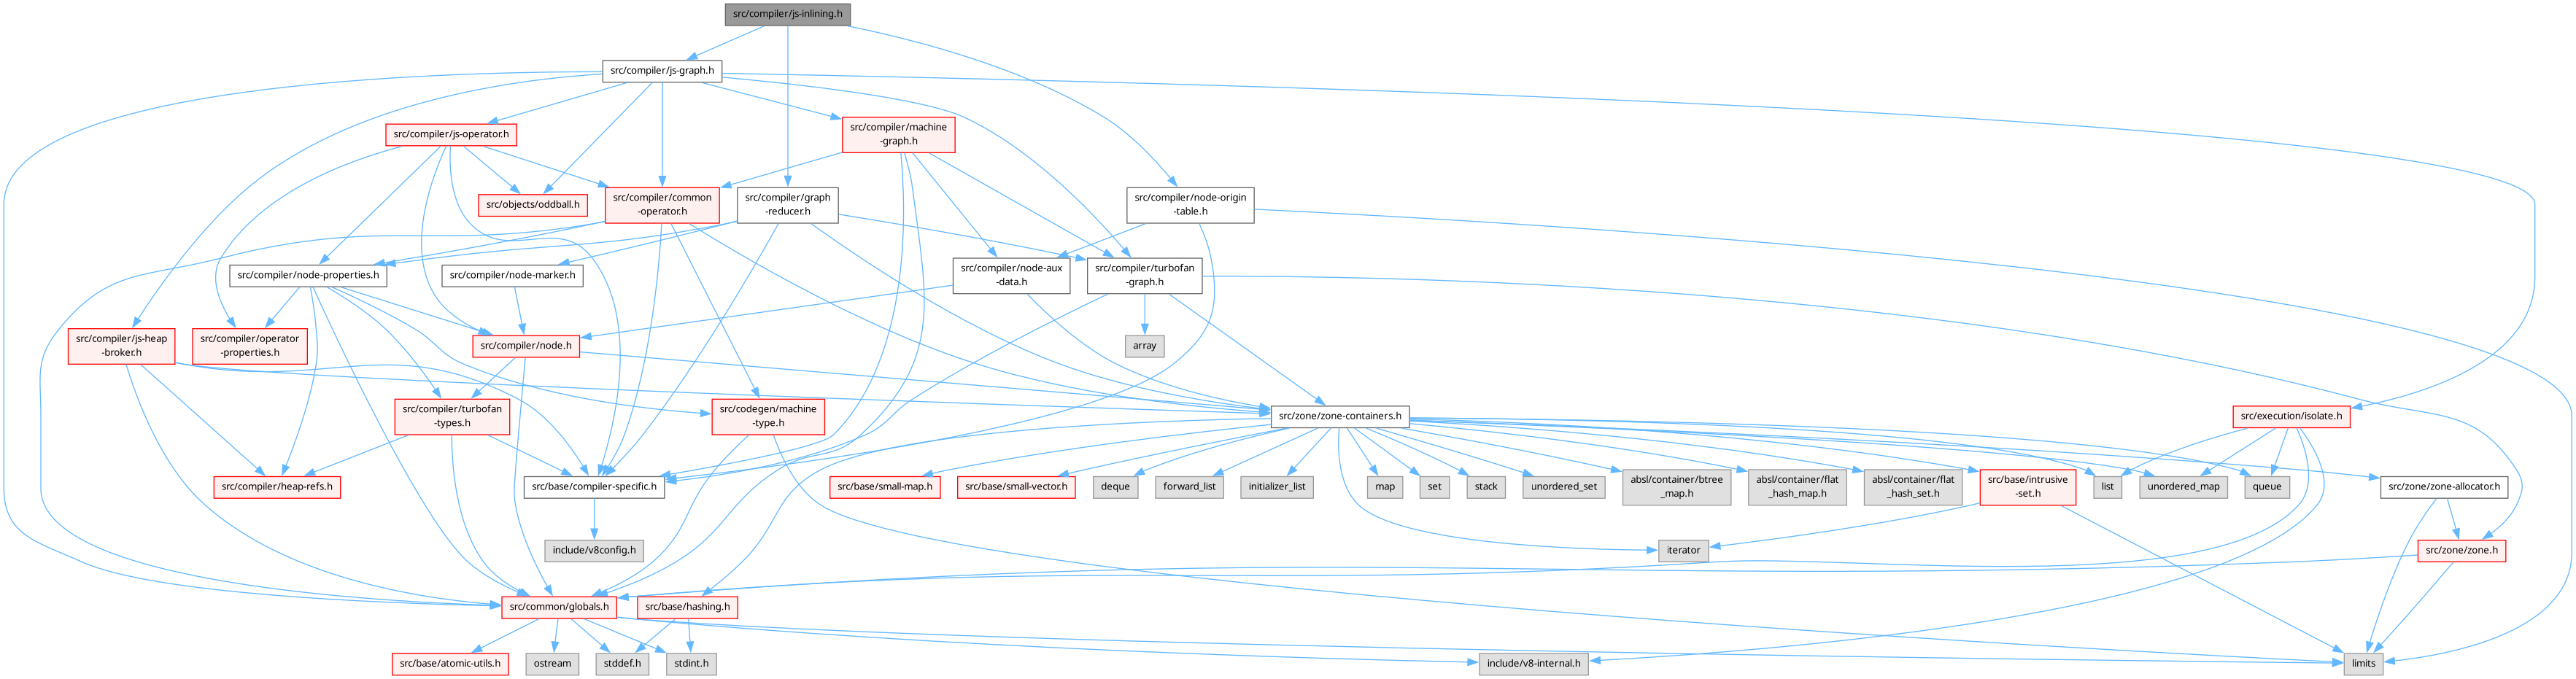 src/compiler/js-inlining.h
src/compiler/js-graph.h
src/compiler/js-operator.h
src/compiler/machine
-graph.h
src/objects/oddball.h
src/compiler/common
-operator.h
src/compiler/graph
-reducer.h
src/compiler/node-origin
-table.h
src/compiler/node-properties.h
src/compiler/node-marker.h
src/compiler/node-aux
-data.h
src/compiler/turbofan
-graph.h
src/compiler/js-heap
-broker.h
src/compiler/operator
-properties.h
src/compiler/node.h
array
src/compiler/turbofan
-types.h
src/codegen/machine
-type.h
src/zone/zone-containers.h
src/execution/isolate.h
src/compiler/heap-refs.h
src/base/compiler-specific.h
src/base/small-map.h
src/base/small-vector.h
deque
forward_list
initializer_list
map
set
stack
unordered_set
absl/container/btree
_map.h
absl/container/flat
_hash_map.h
absl/container/flat
_hash_set.h
src/base/intrusive
-set.h
list
unordered_map
queue
src/zone/zone-allocator.h
include/v8config.h
iterator
src/zone/zone.h
src/common/globals.h
src/base/hashing.h
src/base/atomic-utils.h
ostream
stddef.h
stdint.h
include/v8-internal.h
limits